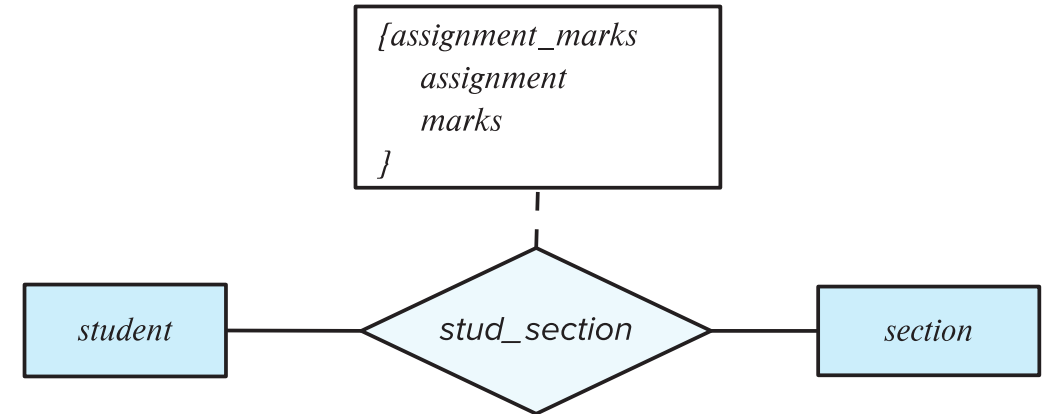 {assignment_marks
assignment
marks
}
student
stud_section
section